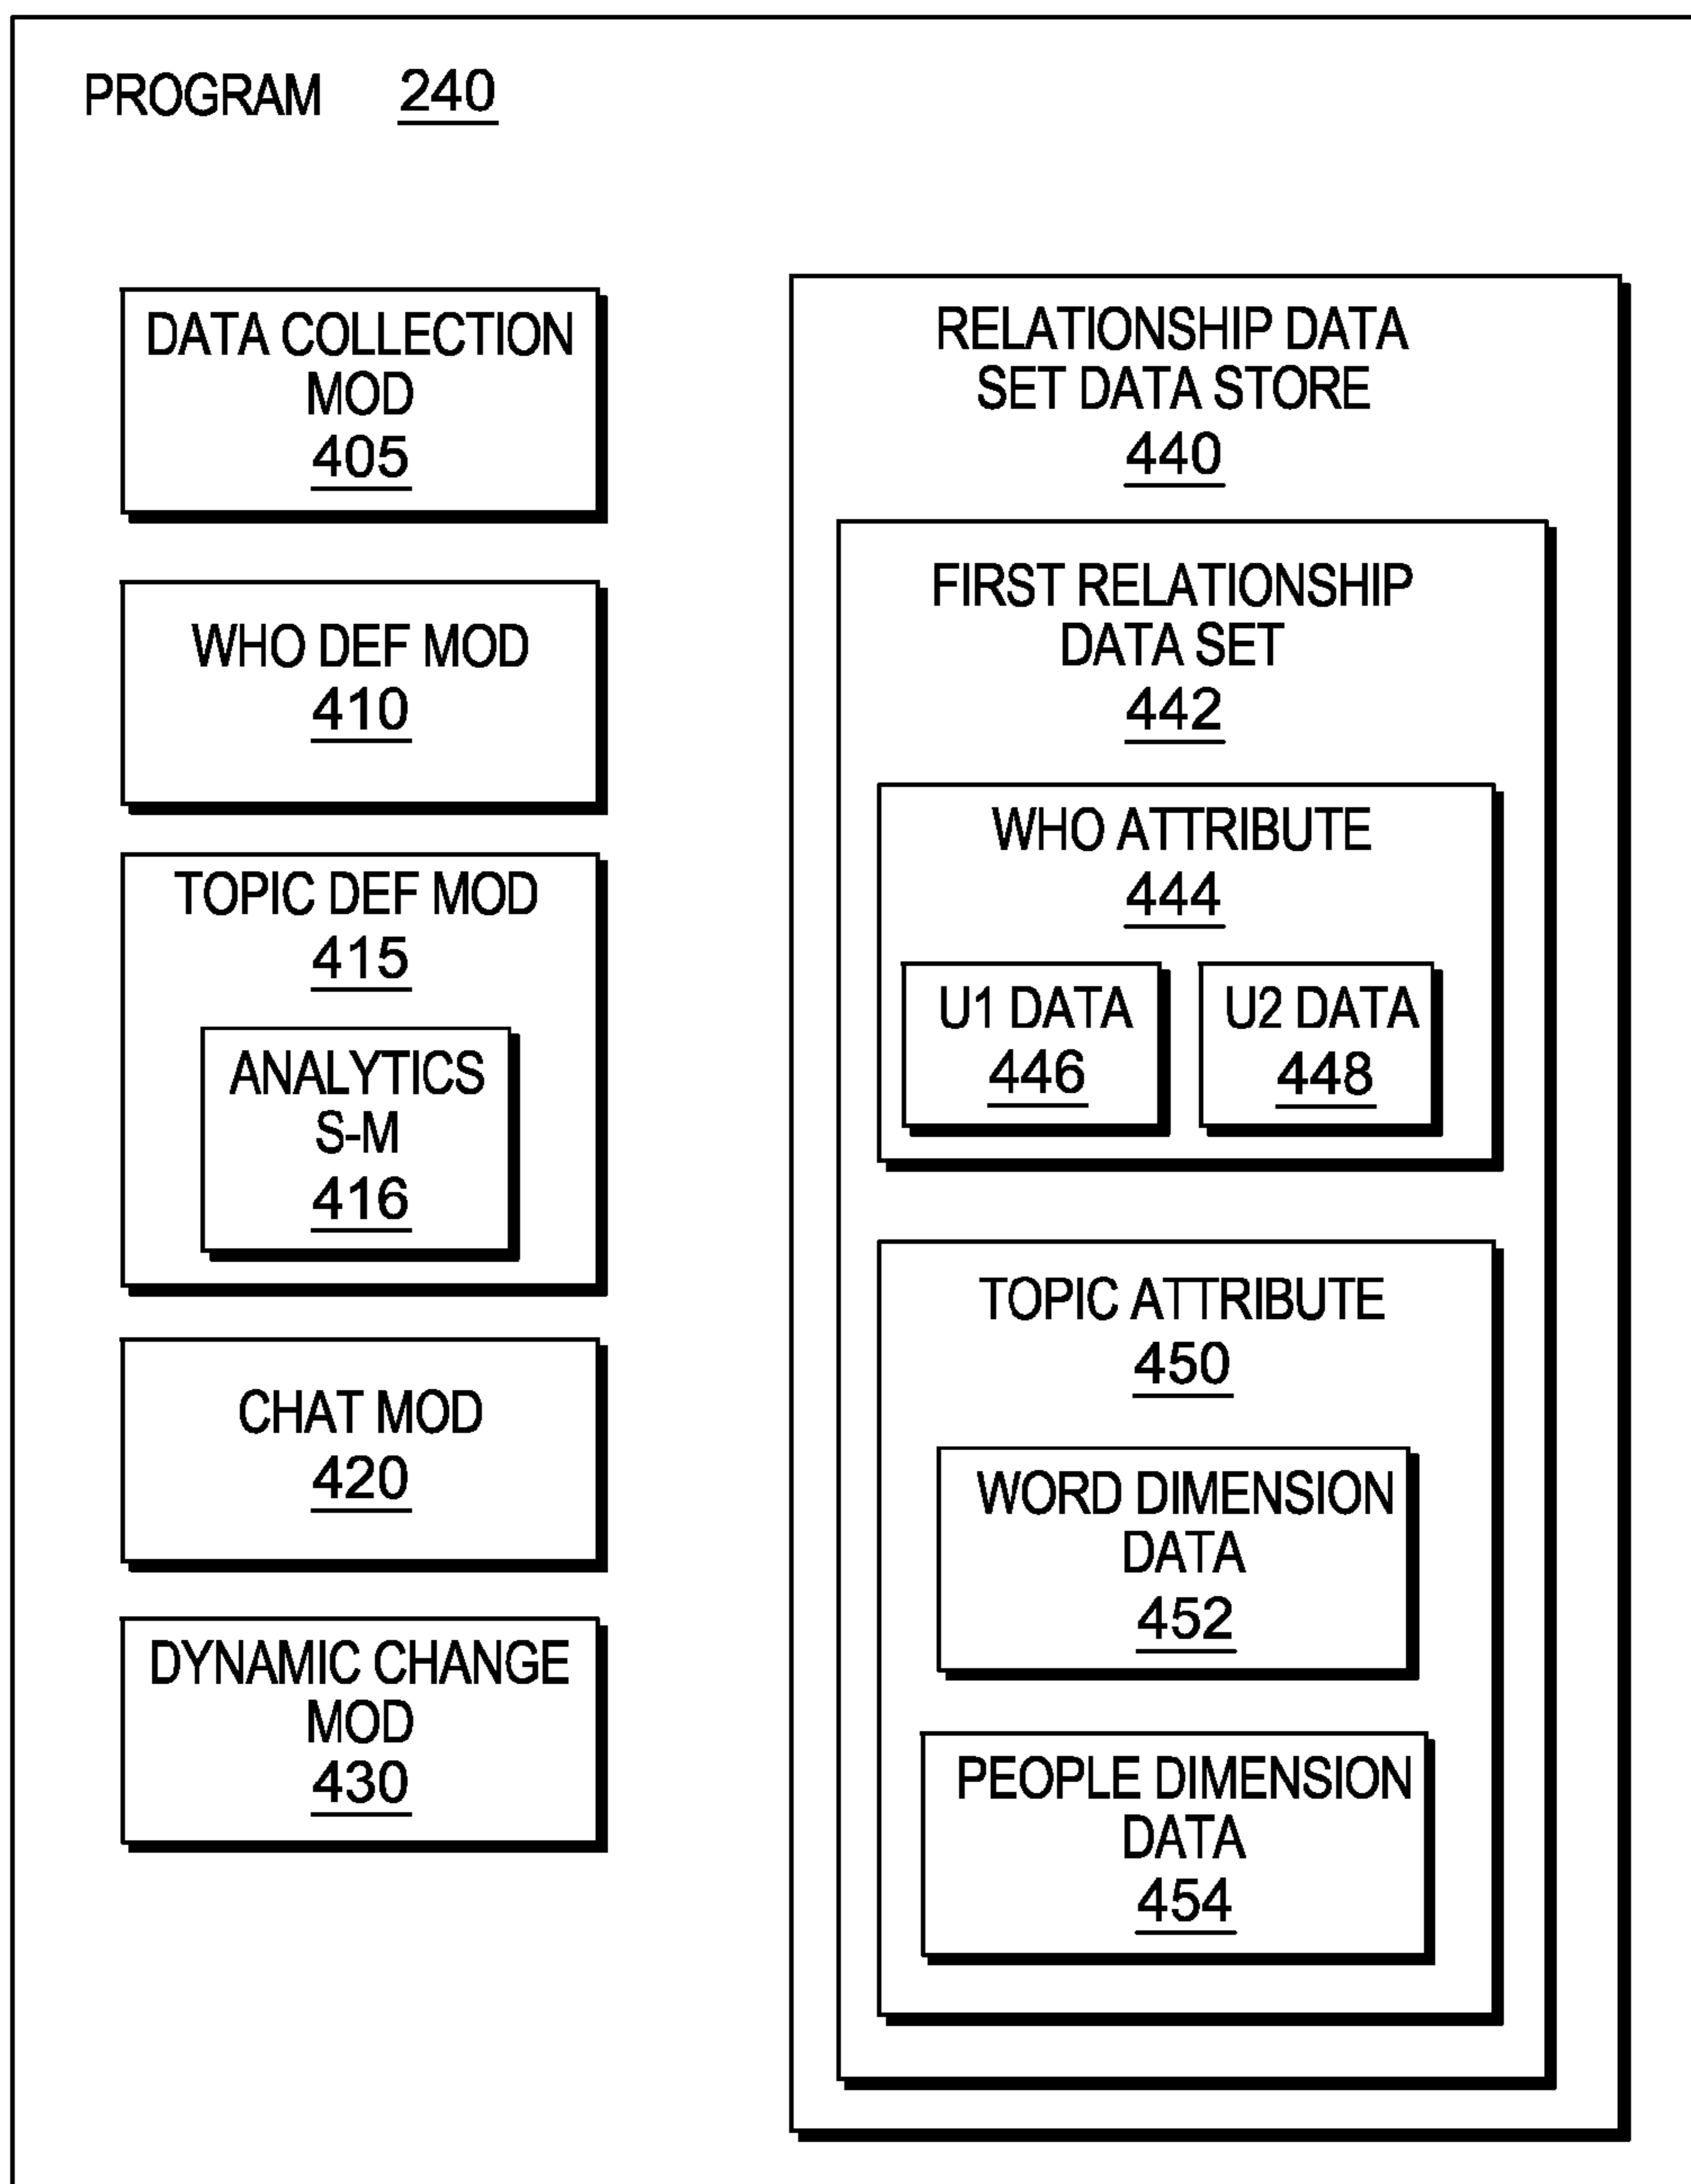 PROGRAM 240
DATA COLLECTION
MOD
405
WHO DEF MOD
410
TOPIC DEF MOD
415
ANALYTICS
S-M
416
CHAT MOD
420
DYNAMIC CHANGE
MOD
430
RELATIONSHIP DATA
SET DATA STORE
440
FIRST RELATIONSHIP
DATA SET
442
WHO ATTRIBUTE
444
U1 DATA
446
U2 DATA
448
TOPIC ATTRIBUTE
450
WORD DIMENSION
DATA
452
PEOPLE DIMENSION
DATA
454